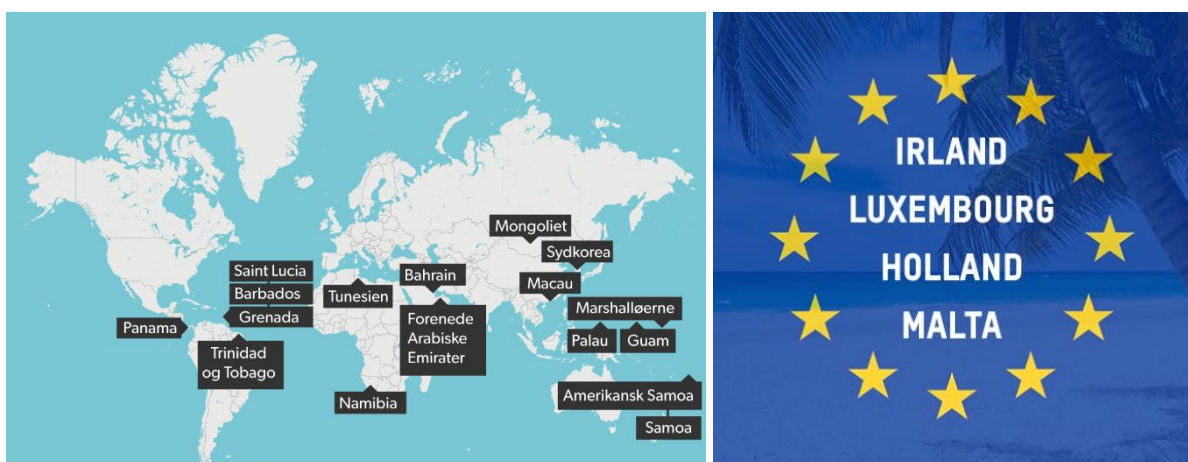 Mongoliet
Sydkorea
Saint Lucia
Bahrain
Macau
Barbados
Tunesien
Marshalløerne
Grenada
Panama
Forenede
Arabiske
Emirater
Palau
Guam
Trinidad
og Tobago
Namibia
Amerikansk Samoa
Samoa
IRLAND
LUXEMBOURG
HOLLAND
MALTA